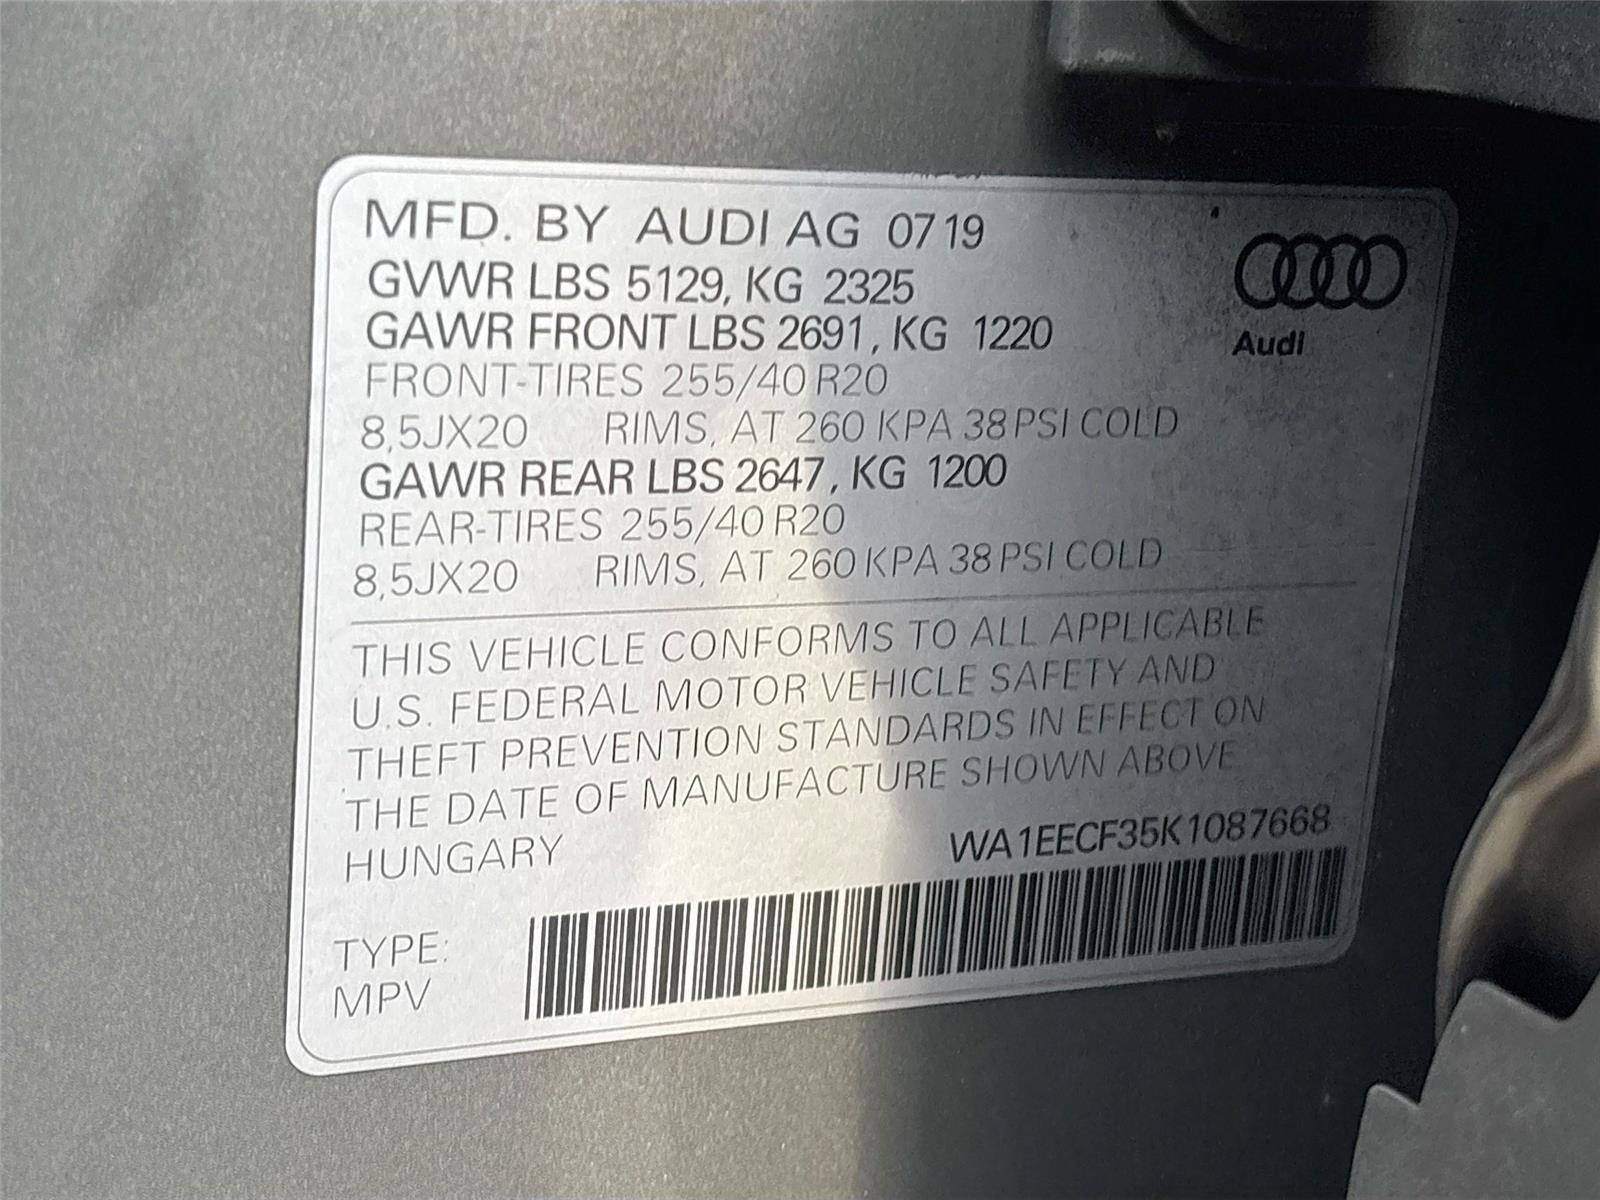 MFD. BY AUDI AG 0719
GVWR LBS 5129, KG 2325
GAWR FRONT LBS 2691, KG 1220
FRONT-TIRES 255/40 R20
8,5JX20 RIMS, AT 260 KPA 38 PSI COLD
GAWR REAR LBS 2647, KG 1200
REAR-TIRES 255/40 R20
8,5JX20 RIMS, AT 260 KPA 38 PSI COLD
Audi
THIS VEHICLE CONFORMS TO ALL APPLICABLE
U.S. FEDERAL MOTOR VEHICLE SAFETY AND
THEFT PREVENTION STANDARDS IN EFFECT ON
THE DATE OF MANUFACTURE SHOWN ABOVE
HUNGARY
WA1EECF35K1087668
TYPE:
MPV